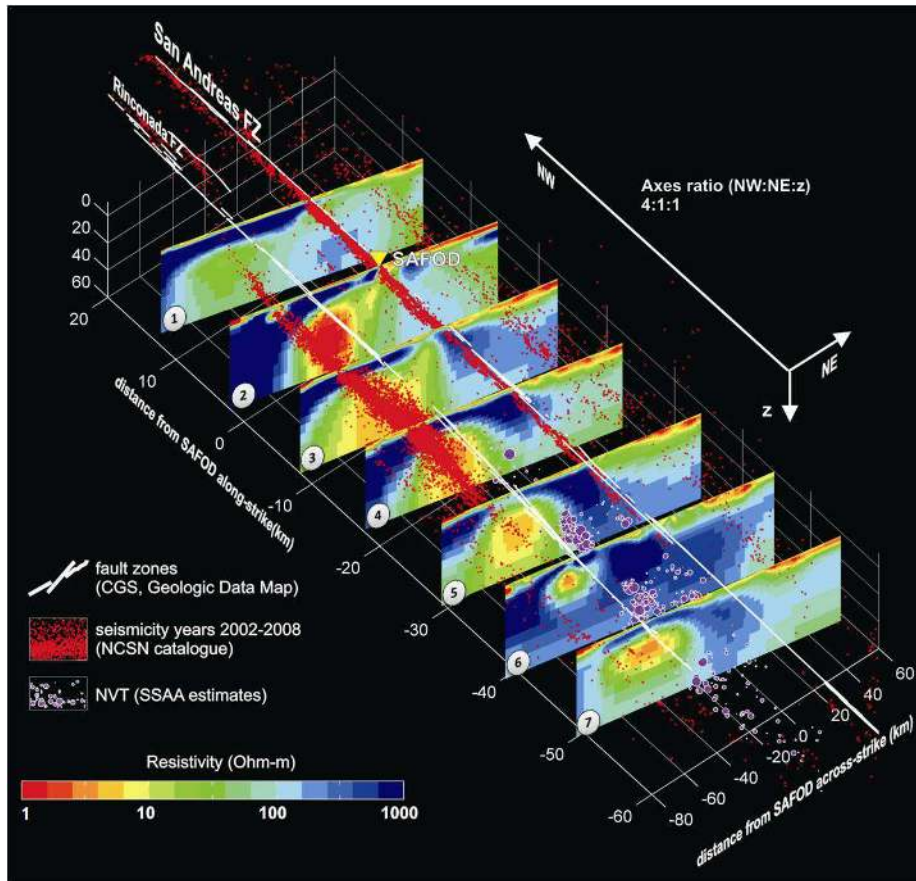 San Andreas FZ
Rinconada FZ
NW
Axes ratio (NW:NE:z)
4:1:1
NE
z
SAFOD
0
20
40
60
20
10
0
-10
-20
-30
-40
-50
-60
distance from SAFOD along-strike(km)
1
2
3
4
5
6
7
60
40
20
0
-20
-40
-60
-80
distance from SAFOD across-strike (km)
fault zones
(CGS, Geologic Data Map)
seismicity years 2002-2008
(NCSN catalogue)
NVT (SSAA estimates)
Resistivity (Ohm-m)
1 10 100 1000